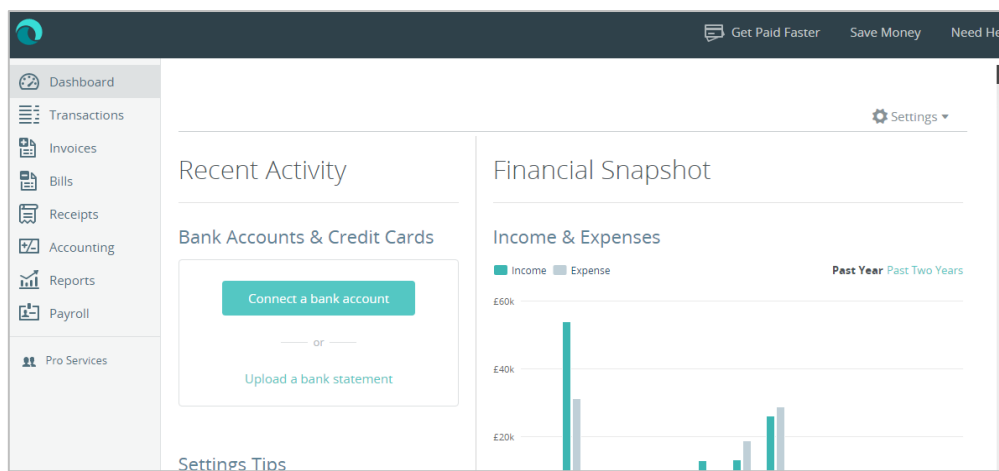 Get Paid Faster Save Money Need He
Dashboard
Transactions
Invoices
Bills
Receipts
Accounting
Reports
Payroll
Pro Services
Settings
Recent Activity
Bank Accounts & Credit Cards
Connect a bank account
or
Upload a bank statement
Settings Tips
Financial Snapshot
Income & Expenses
Income Expense
Past Year Past Two Years
£60k
£40k
£20k